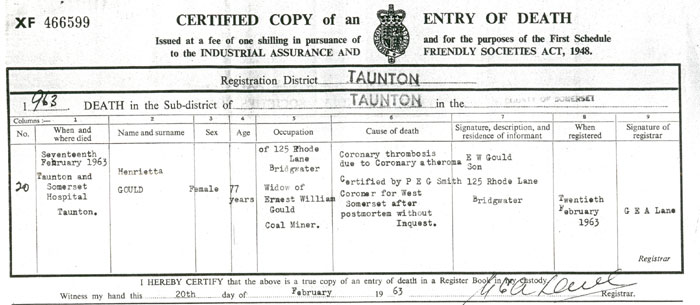 XF 466599
CERTIFIED COPY of an ENTRY OF DEATH
Issued at a fee of one shilling in pursuance of and for the purposes of the First Schedule
to the INDUSTRIAL ASSURANCE AND FRIENDLY SOCIETIES ACT, 1948.
Registration District TAUNTON
1963 DEATH in the Sub-district of TAUNTON in the COUNTY OF SOMERSET
Columns :— 1 2 3 4 5 6 7 8 9
No. When and where died Name and surname Sex Age Occupation Cause of death Signature, description, and residence of informant When registered Signature of registrar
20
Seventeenth
February 1963
Taunton and
Somerset
Hospital
Taunton.
Henrietta
GOULD
Female
77
years
of 125 Rhode
Lane
Bridgwater
Widow of
Ernest William
Gould
Coal Miner.
Coronary thrombosis
due to Coronary atheroma
Certified by P E G Smith
Coroner for West
Somerset after
postmortem without
Inquest.
E W Gould
Son
125 Rhode Lane
Bridgwater
Twentieth
February
1963
G E A Lane
Registrar
I HEREBY CERTIFY that the above is a true copy of an entry of death in a Register Book in my custody.
Witness my hand this 20th day of February 19 63 Registrar.